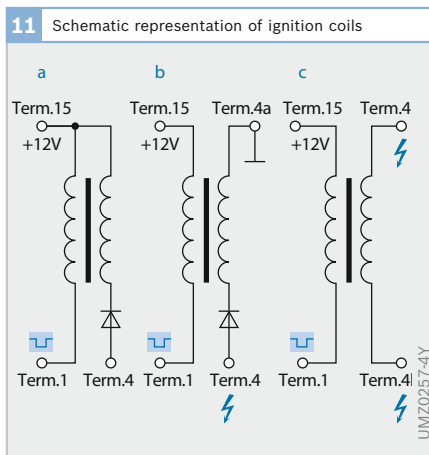 11 Schematic representation of ignition coils
a b c
Term.15 Term.15 Term.4a Term.15 Term.4
+12V +12V +12V
Term.1 Term.4 Term.1 Term.4 Term.1 Term.4
UMZ0257-4Y